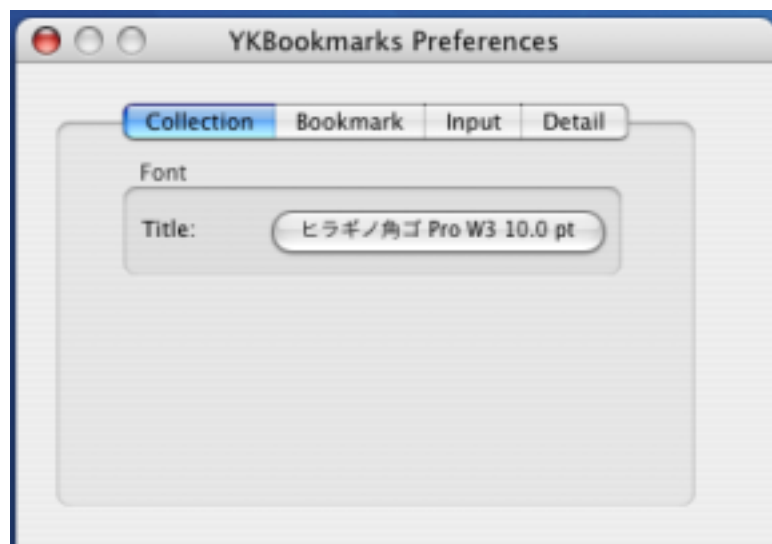 YKBookmarks Preferences
Collection Bookmark Input Detail
Font
Title: ヒラギノ角ゴ Pro W3 10.0 pt